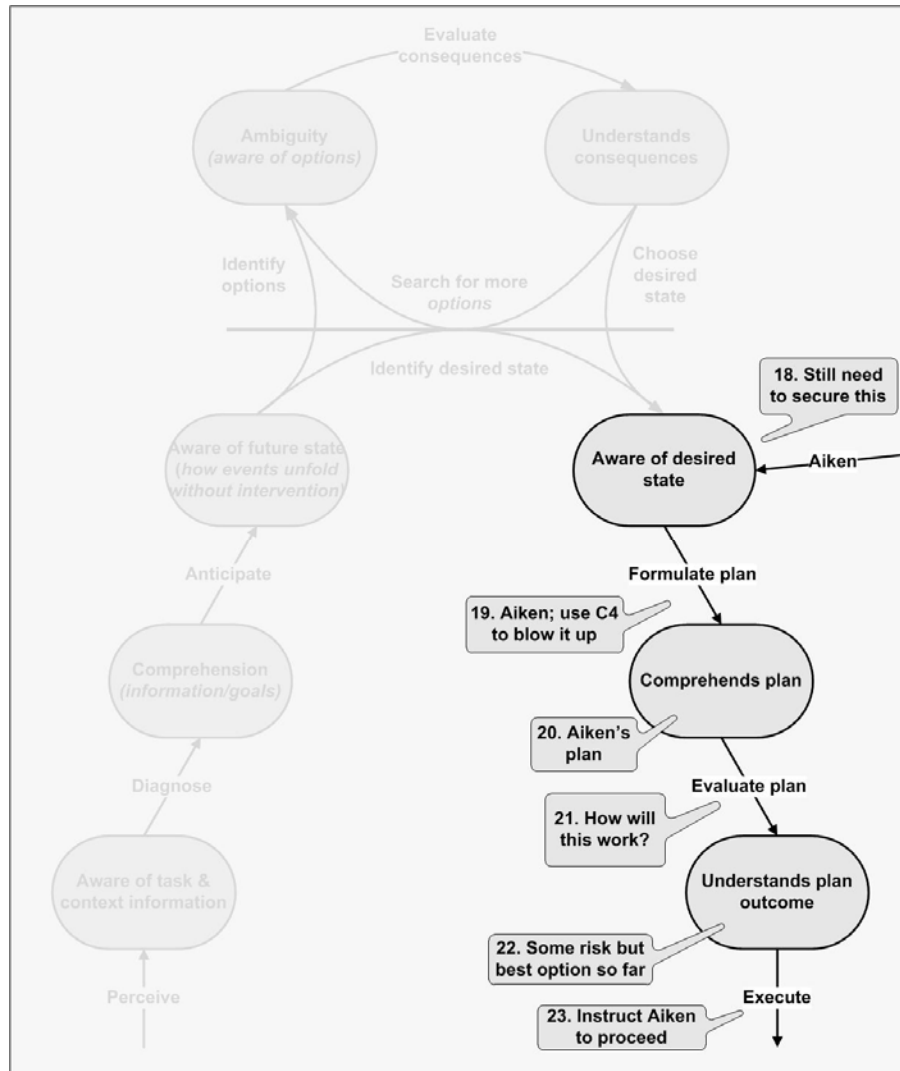 Evaluate
consequences
Ambiguity
(aware of options)
Understands
consequences
Identify
options
Search for more
options
Choose
desired
state
Identify desired state
18. Still need
to secure this
Aware of future state
(how events unfold
without intervention)
Aware of desired
state
Aiken
Anticipate
Formulate plan
19. Aiken; use C4
to blow it up
Comprehension
(information/goals)
Comprehends plan
20. Aiken's
plan
Diagnose
Evaluate plan
21. How will
this work?
Aware of task &
context information
Understands plan
outcome
22. Some risk but
best option so far
Perceive
Execute
23. Instruct Aiken
to proceed